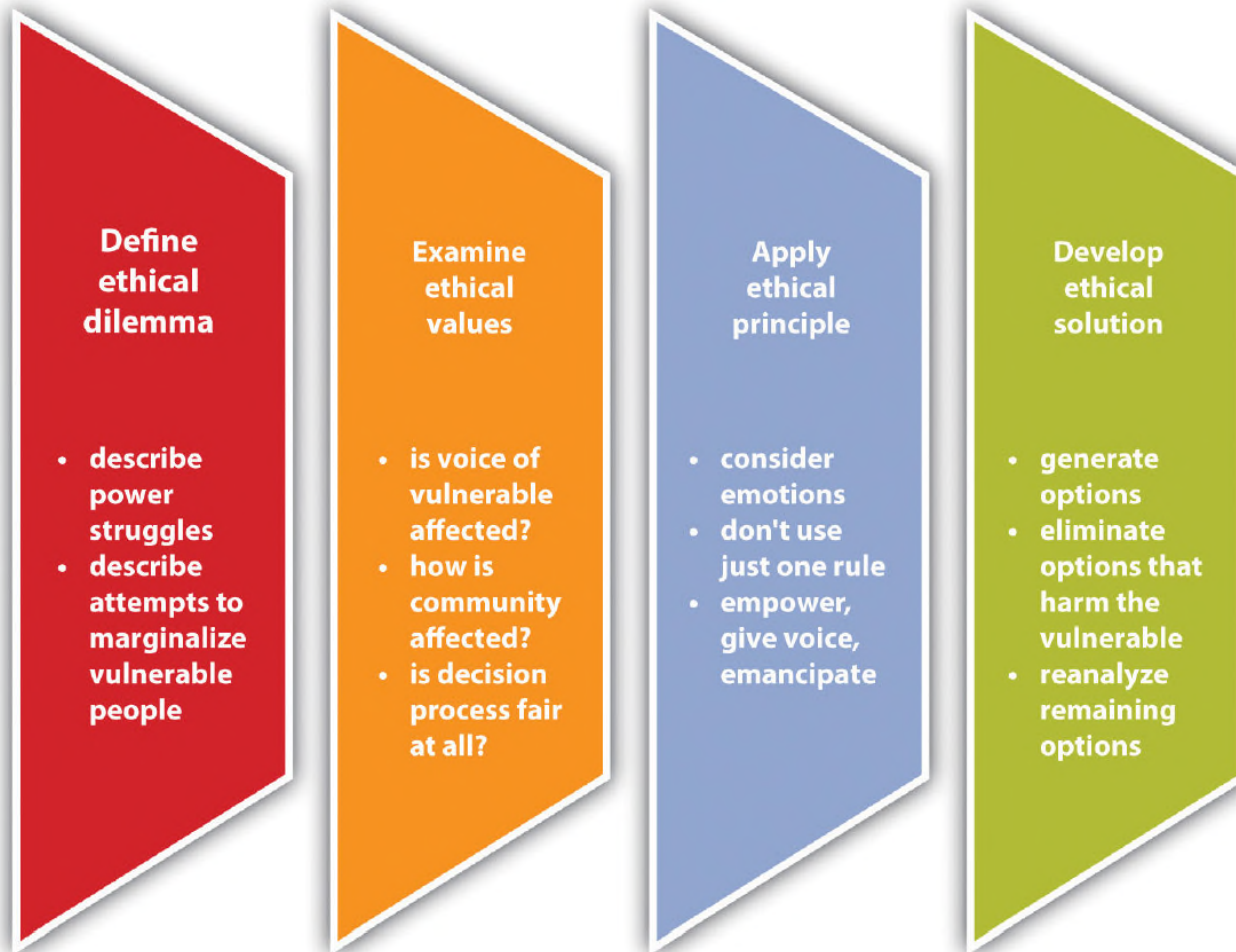 Define
ethical
dilemma
• describe
power
struggles
• describe
attempts to
marginalize
vulnerable
people
Examine
ethical
values
• is voice of
vulnerable
affected?
• how is
community
affected?
• is decision
process fair
at all?
Apply
ethical
principle
• consider
emotions
• don't use
just one rule
• empower,
give voice,
emancipate
Develop
ethical
solution
• generate
options
• eliminate
options that
harm the
vulnerable
• reanalyze
remaining
options